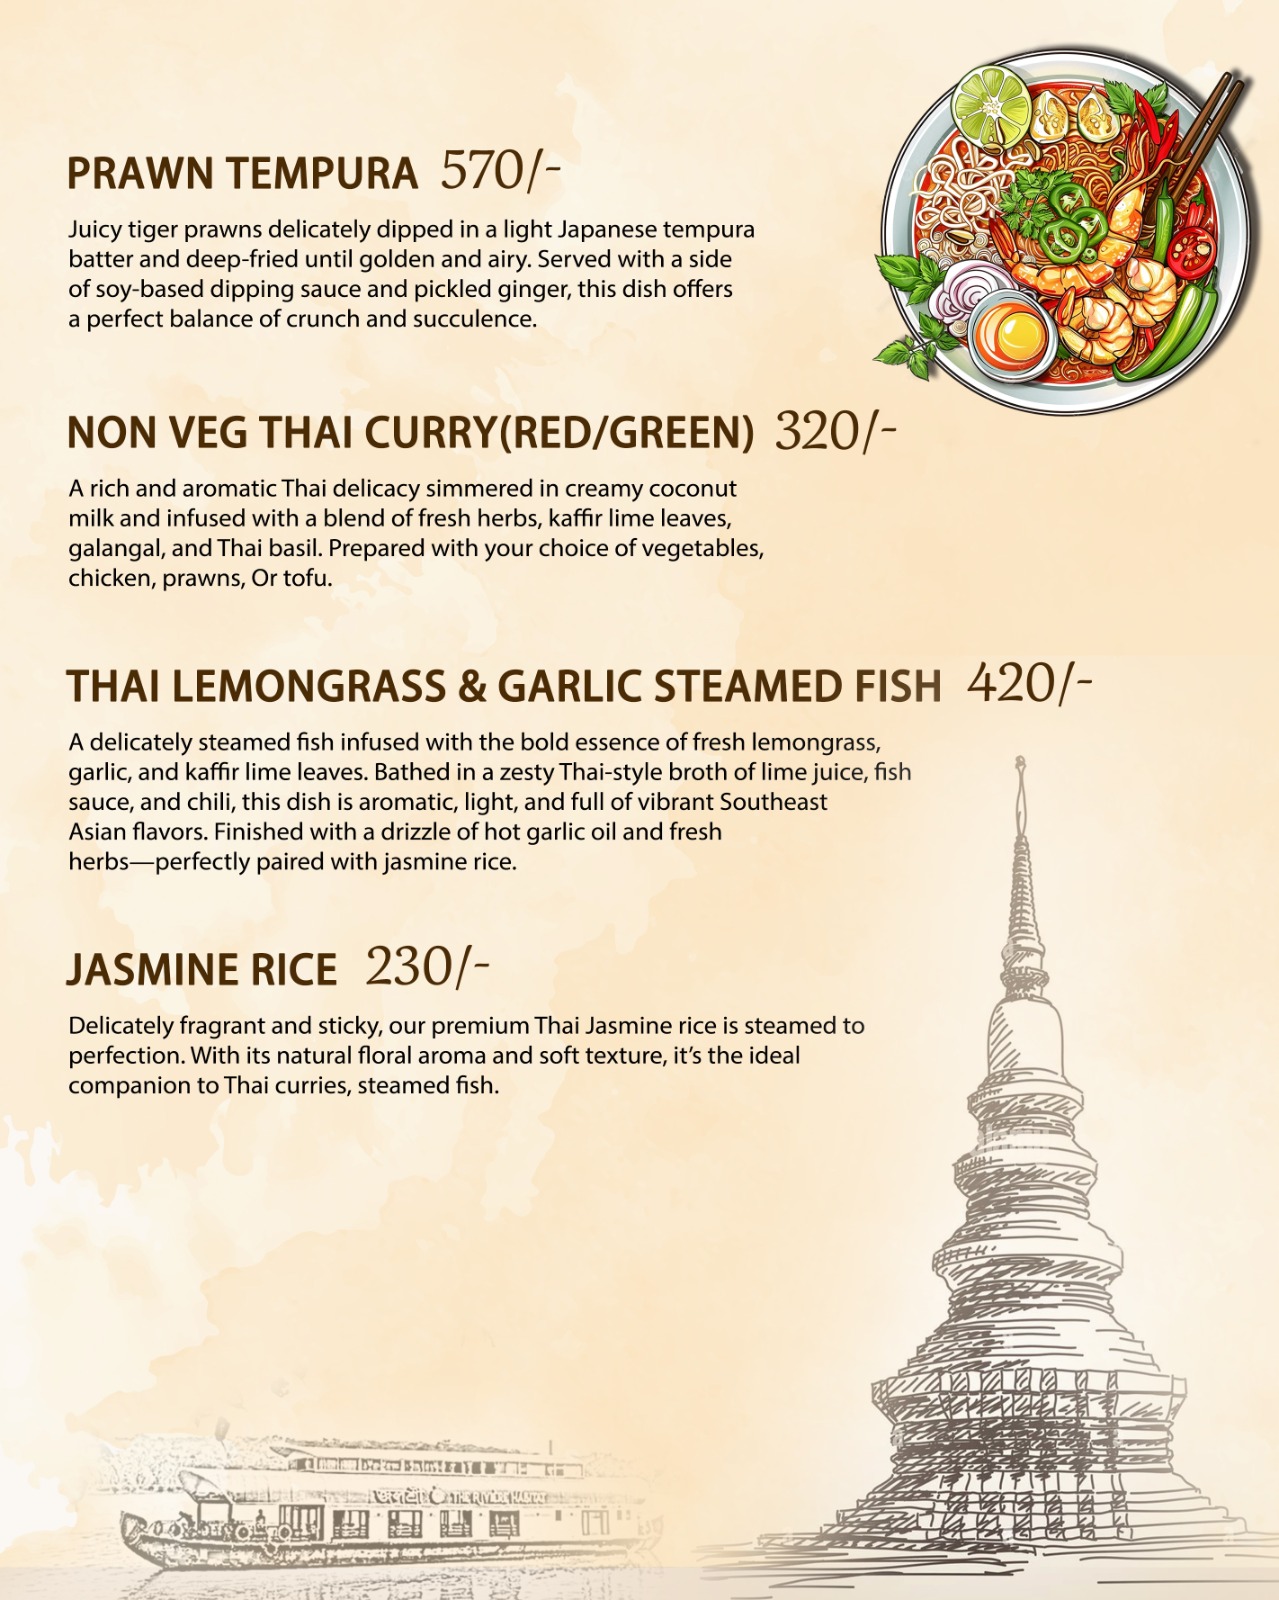 PRAWN TEMPURA 570/-
Juicy tiger prawns delicately dipped in a light Japanese tempura
batter and deep-fried until golden and airy. Served with a side
of soy-based dipping sauce and pickled ginger, this dish offers
a perfect balance of crunch and succulence.
NON VEG THAI CURRY(RED/GREEN) 320/-
A rich and aromatic Thai delicacy simmered in creamy coconut
milk and infused with a blend of fresh herbs, kaffir lime leaves,
galangal, and Thai basil. Prepared with your choice of vegetables,
chicken, prawns, Or tofu.
THAI LEMONGRASS & GARLIC STEAMED FISH 420/-
A delicately steamed fish infused with the bold essence of fresh lemongrass,
garlic, and kaffir lime leaves. Bathed in a zesty Thai-style broth of lime juice, fish
sauce, and chili, this dish is aromatic, light, and full of vibrant Southeast
Asian flavors. Finished with a drizzle of hot garlic oil and fresh
herbs—perfectly paired with jasmine rice.
JASMINE RICE 230/-
Delicately fragrant and sticky, our premium Thai Jasmine rice is steamed to
perfection. With its natural floral aroma and soft texture, it’s the ideal
companion to Thai curries, steamed fish.